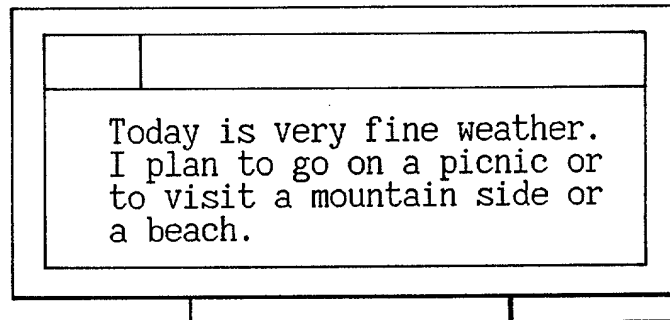 Today is very fine weather.
I plan to go on a picnic or
to visit a mountain side or
a beach.